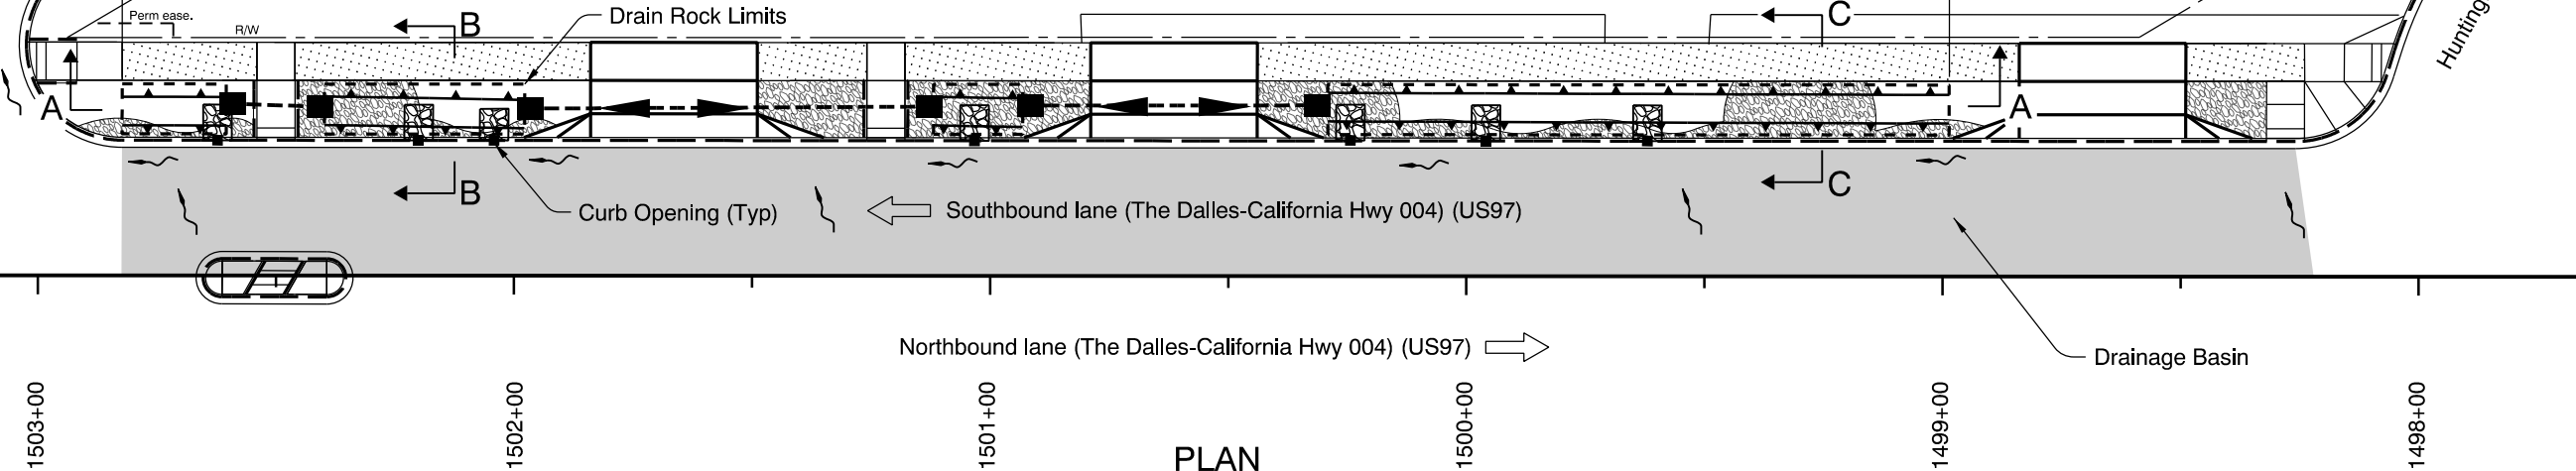 Perm ease.
R/W
B
Drain Rock Limits
C
Hunting
A
A
B
Curb Opening (Typ)
C
Southbound lane (The Dalles-California Hwy 004) (US97)
Northbound lane (The Dalles-California Hwy 004) (US97)
Drainage Basin
1503+00
1502+00
1501+00
1500+00
1499+00
1498+00
PLAN